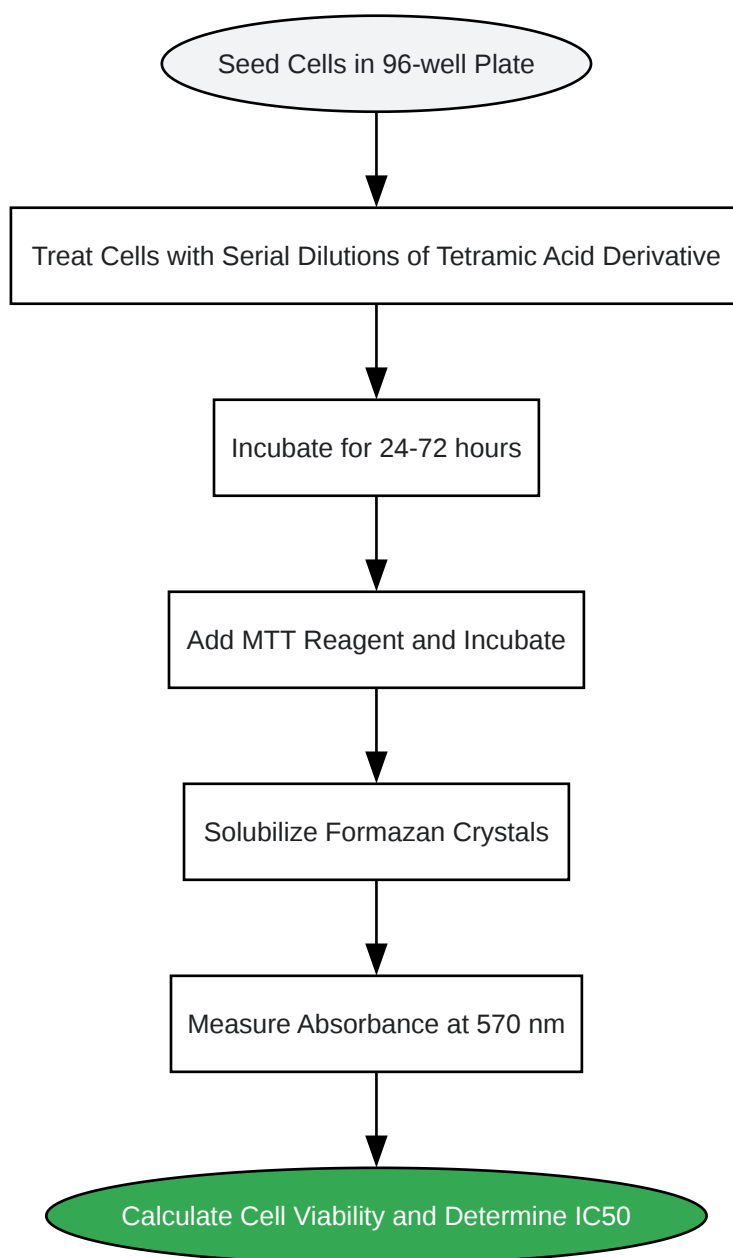 Seed Cells in 96-well Plate
Treat Cells with Serial Dilutions of Tetramic Acid Derivative
Incubate for 24-72 hours
Add MTT Reagent and Incubate
Solubilize Formazan Crystals
Measure Absorbance at 570 nm
Calculate Cell Viability and Determine IC50